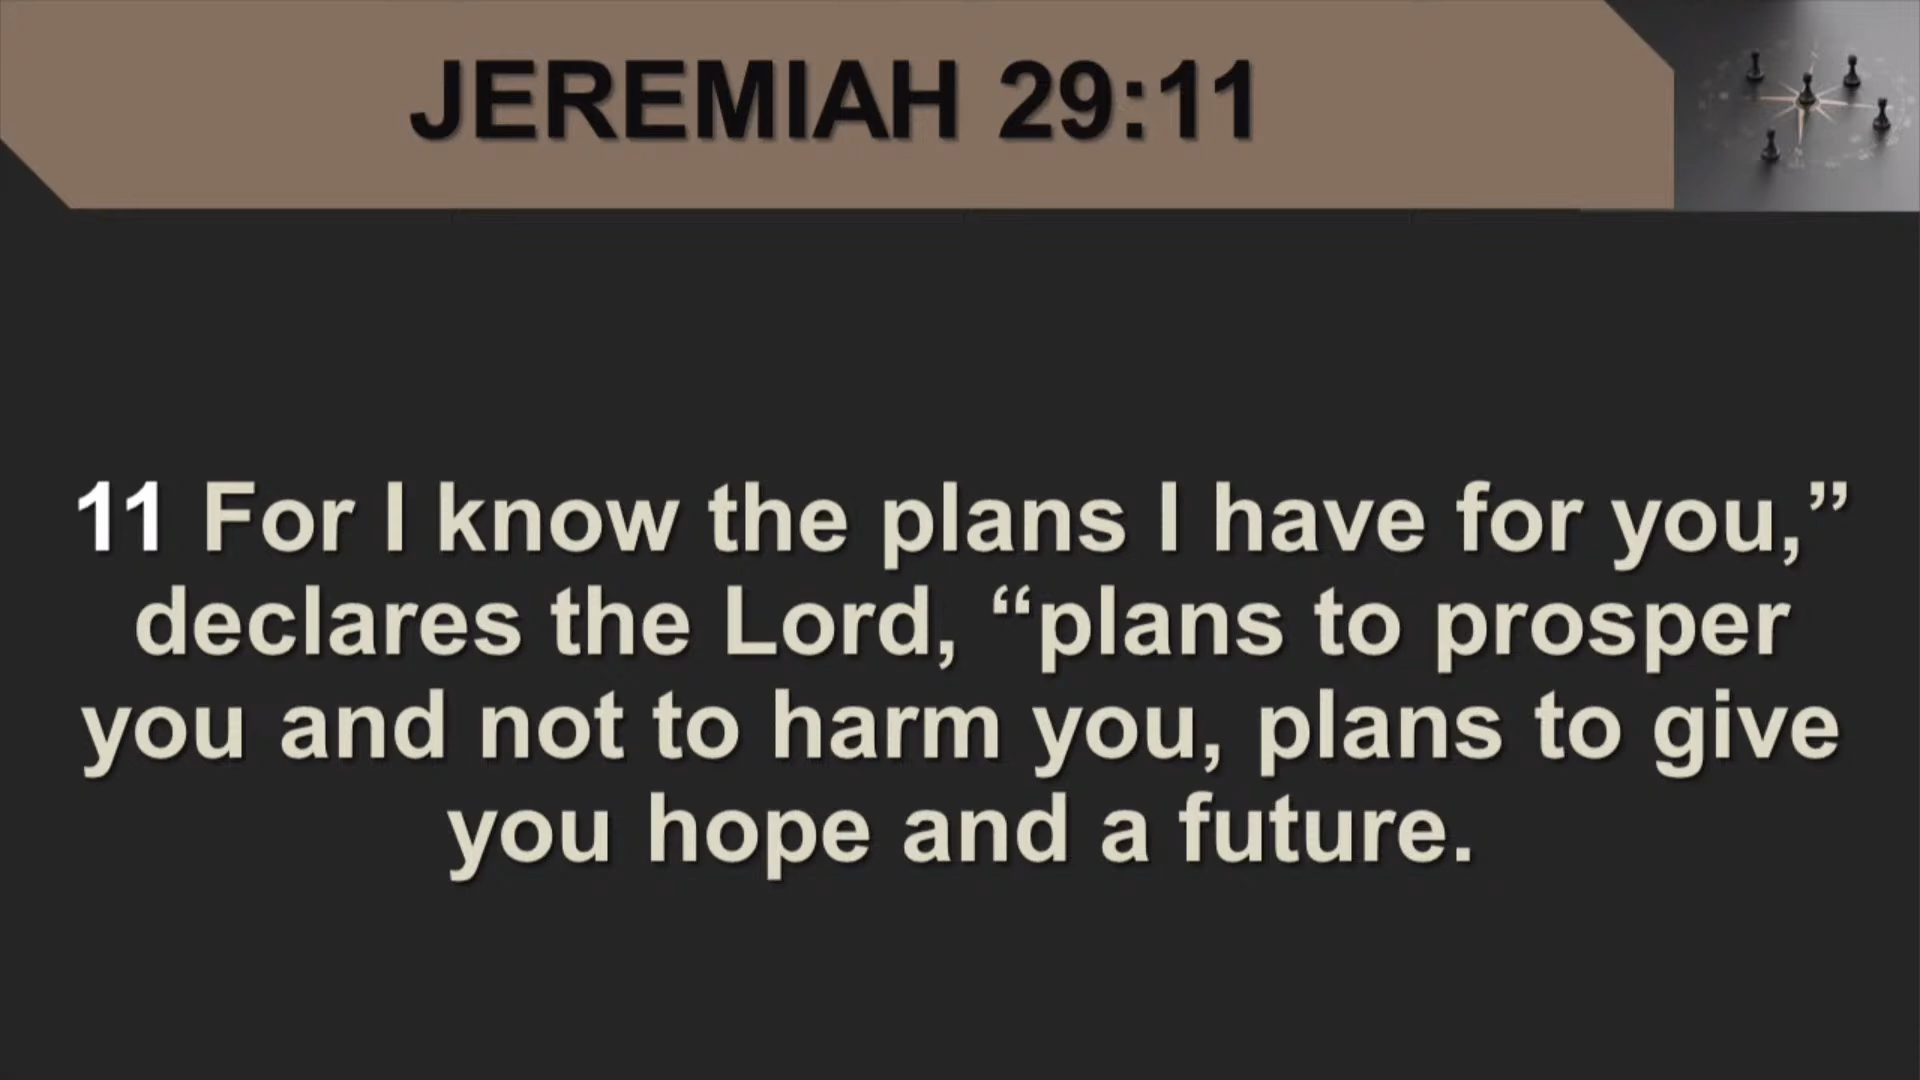 JEREMIAH 29:11
11 For I know the plans I have for you,”
declares the Lord, “plans to prosper
you and not to harm you, plans to give
you hope and a future.